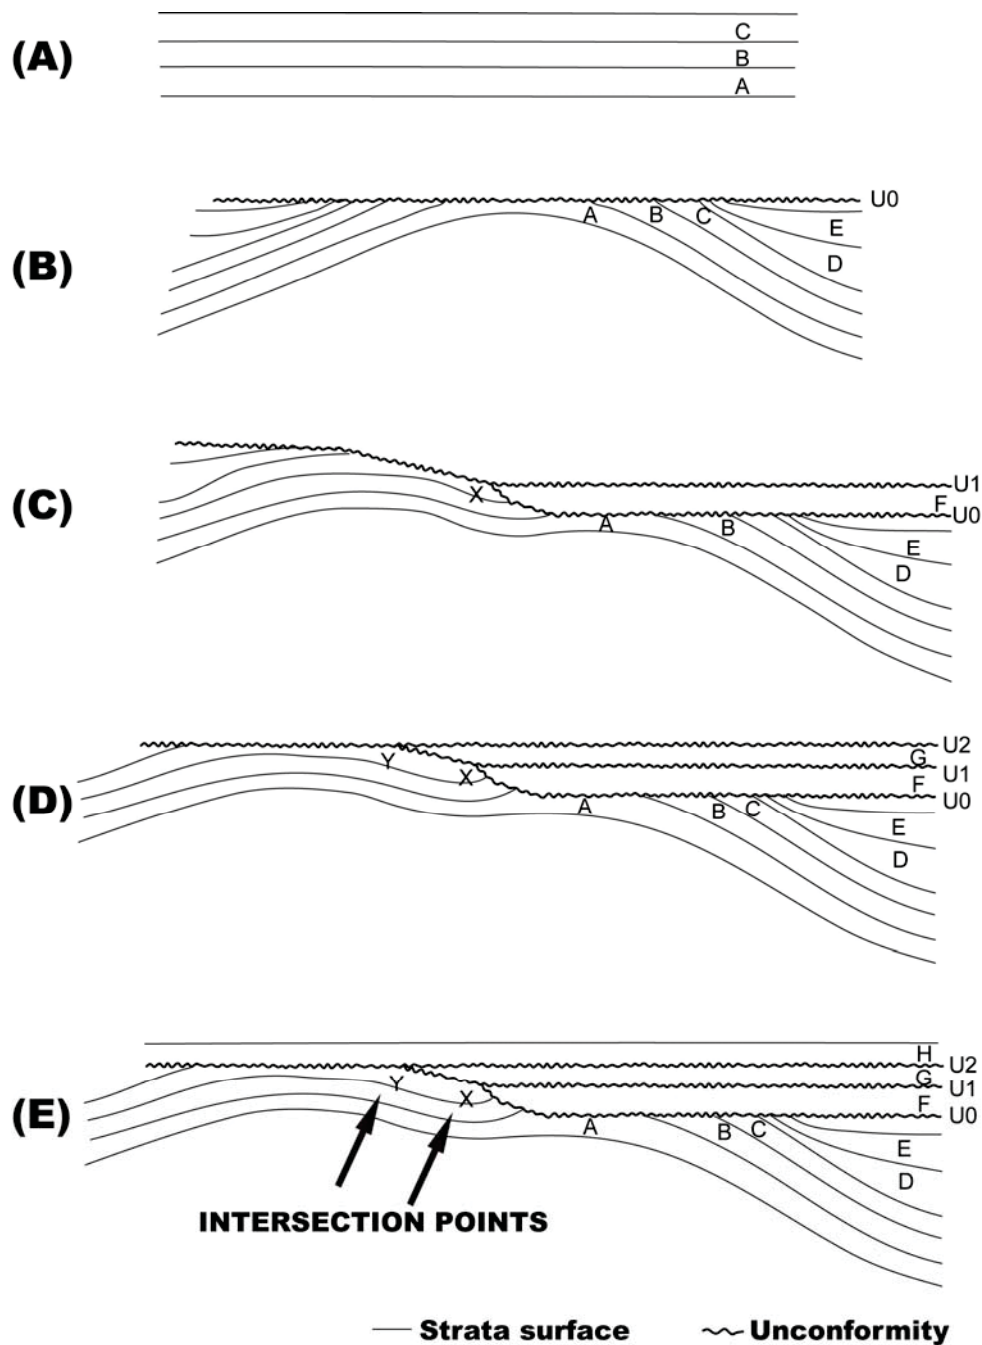 (A)
C
B
A
(B)
U0
A B C
E
D
(C)
U1
X
F
U0
A B
E
D
(D)
U2
Y
G
X
U1
F
U0
A B C
E
D
(E)
H
U2
G
Y
U1
X
F
U0
A B C
E
D
INTERSECTION POINTS
Strata surface Unconformity